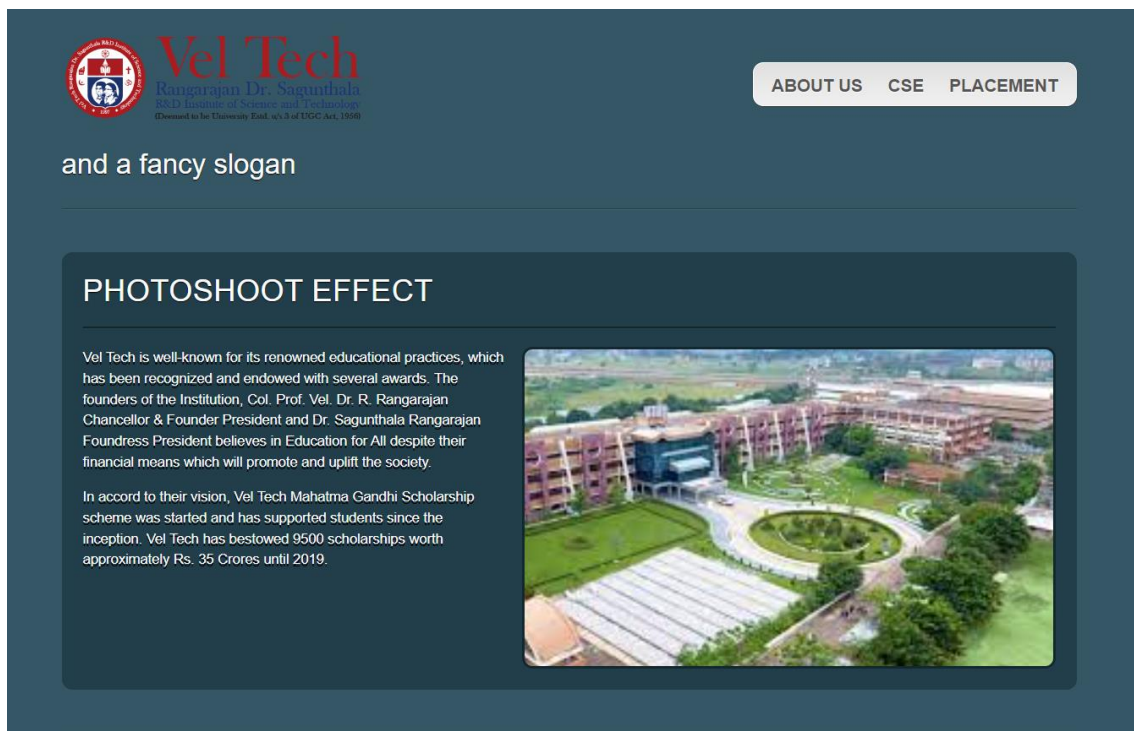 Vel Tech
Rangarajan Dr. Sagunthala
R&D Institute of Science and Technology
(Deemed to be University Estd. u/s 3 of UGC Act, 1956)
ABOUT US CSE PLACEMENT
and a fancy slogan
PHOTOSHOOT EFFECT
Vel Tech is well-known for its renowned educational practices, which
has been recognized and endowed with several awards. The
founders of the Institution, Col. Prof. Vel. Dr. R. Rangarajan
Chancellor & Founder President and Dr. Sagunthala Rangarajan
Foundress President believes in Education for All despite their
financial means which will promote and uplift the society.
In accord to their vision, Vel Tech Mahatma Gandhi Scholarship
scheme was started and has supported students since the
inception. Vel Tech has bestowed 9500 scholarships worth
approximately Rs. 35 Crores until 2019.